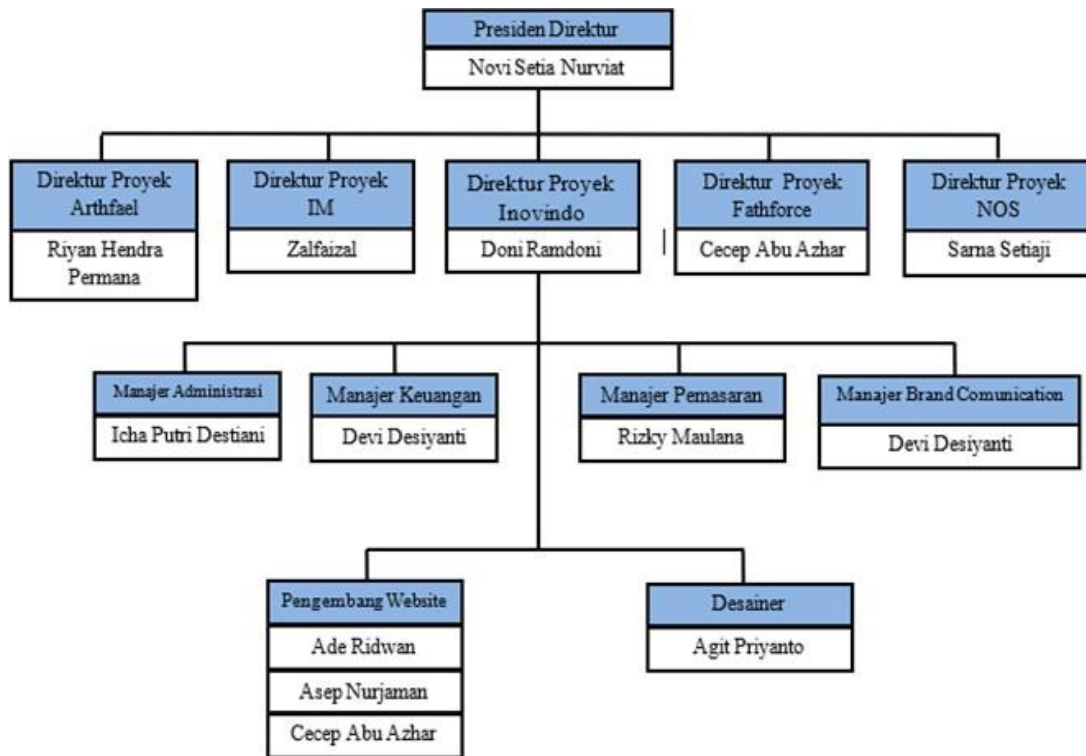 Presiden Direktur
Novi Setia Nurviat
Direktur Proyek
Arthfael
Riyan Hendra
Permana
Direktur Proyek
IM
Zalfaizal
Direktur Proyek
Inovindo
Doni Ramdoni
Direktur Proyek
Fathforce
Cecep Abu Azhar
Direktur Proyek
NOS
Sarna Setiaji
Manajer Administrasi
Icha Putri Destiani
Manajer Keuangan
Devi Desiyanti
Manajer Pemasaran
Rizky Maulana
Manajer Brand Comunication
Devi Desiyanti
Pengembang Website
Ade Ridwan
Asep Nurjaman
Cecep Abu Azhar
Desainer
Agit Priyanto